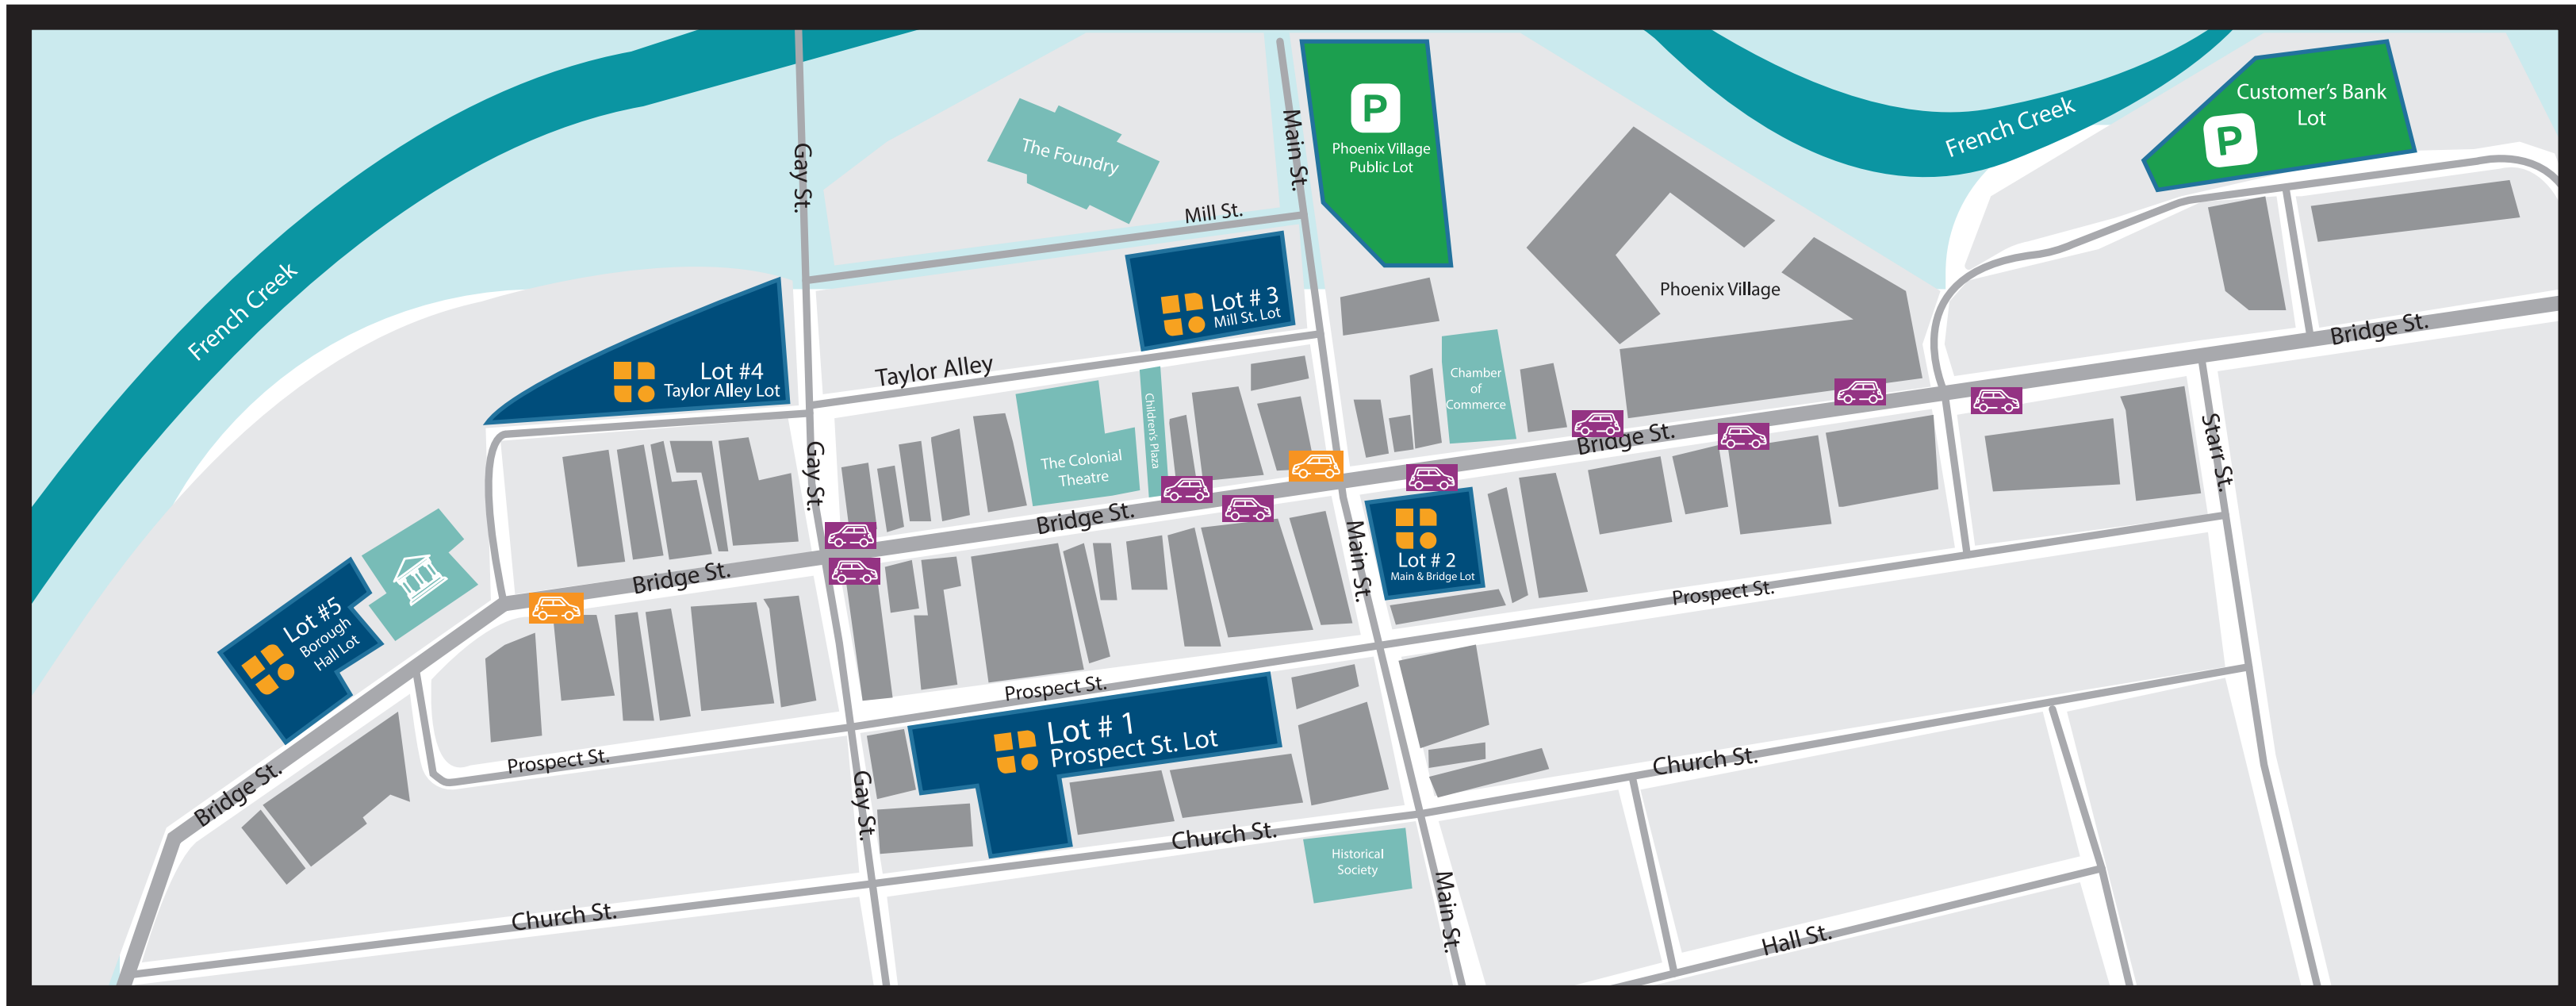 P
Phoenix Village
Public Lot
Customer's Bank
Lot
P
French Creek
Main St.
The Foundry
Gay St.
Mill St.
French Creek
Lot # 3
Mill St. Lot
Phoenix Village
Bridge St.
Lot #4
Taylor Alley Lot
Taylor Alley
Chamber
of
Commerce
Children's Plaza
The Colonial
Theatre
Gay St.
Bridge St.
Starr St.
Bridge St.
Main St.
Lot # 2
Main & Bridge Lot
Bridge St.
Prospect St.
Lot #5
Borough
Hall Lot
Prospect St.
Lot # 1
Prospect St. Lot
Prospect St.
Church St.
Bridge St.
Gay St.
Church St.
Historical
Society
Main St.
Church St.
Hall St.